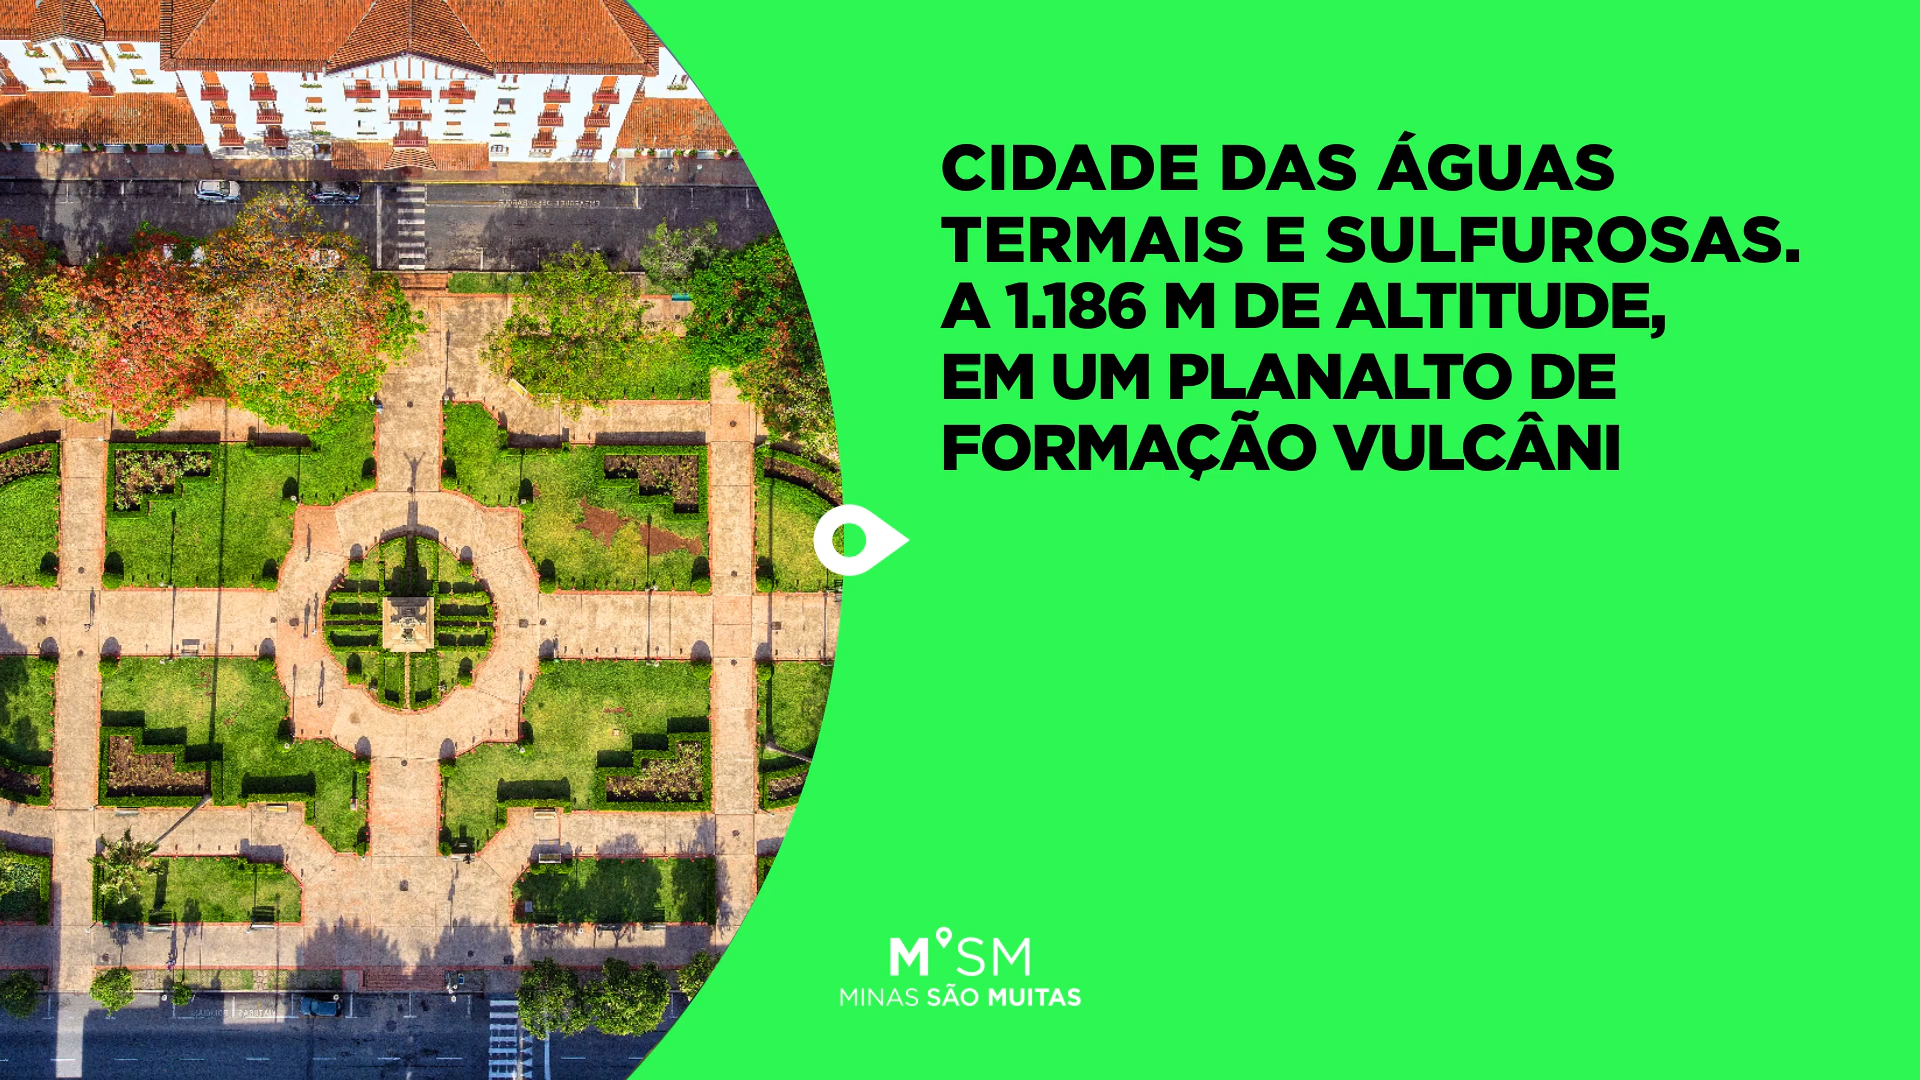 CIDADE DAS ÁGUAS
TERMAIS E SULFUROSAS.
A 1.186 M DE ALTITUDE,
EM UM PLANALTO DE
FORMAÇÃO VULCÂNI
M SM
MINAS SÃO MUITAS